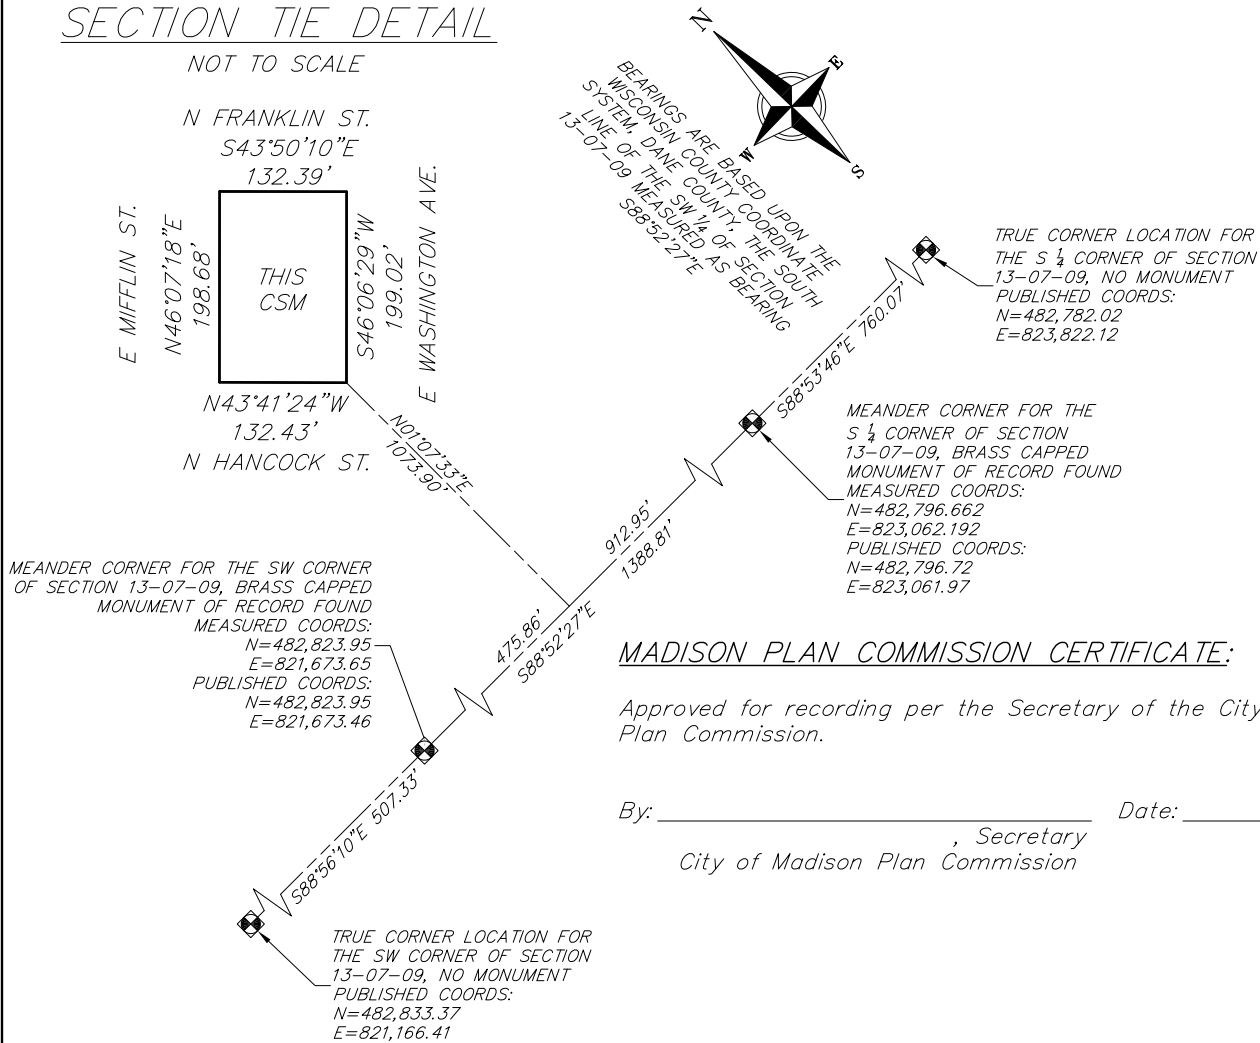 SECTION TIE DETAIL
NOT TO SCALE
N FRANKLIN ST.
S43°50'10"E
132.39'
E MIFFLIN ST.
N46°07'18"E
198.68'
THIS
CSM
S46°06'29"W
199.02'
E WASHINGTON AVE.
N43°41'24"W
132.43'
N HANCOCK ST.
N
E
W
S
BEARINGS ARE BASED UPON THE
WISCONSIN COUNTY COORDINATE
SYSTEM, DANE COUNTY, THE SOUTH
LINE OF THE SW ¼ OF SECTION
13-07-09 MEASURED AS BEARING
S88°52'27"E
TRUE CORNER LOCATION FOR
THE S ¼ CORNER OF SECTION
13-07-09, NO MONUMENT
PUBLISHED COORDS:
N=482,782.02
E=823,822.12
S88°53'46"E 760.07'
MEANDER CORNER FOR THE
S ¼ CORNER OF SECTION
13-07-09, BRASS CAPPED
MONUMENT OF RECORD FOUND
MEASURED COORDS:
N=482,796.662
E=823,062.192
PUBLISHED COORDS:
N=482,796.72
E=823,061.97
N01°07'33"E
1073.90'
912.95'
1388.81'
475.86'
S88°52'27"E
MEANDER CORNER FOR THE SW CORNER
OF SECTION 13-07-09, BRASS CAPPED
MONUMENT OF RECORD FOUND
MEASURED COORDS:
N=482,823.95
E=821,673.65
PUBLISHED COORDS:
N=482,823.95
E=821,673.46
S88°56'10"E 507.33'
TRUE CORNER LOCATION FOR
THE SW CORNER OF SECTION
13-07-09, NO MONUMENT
PUBLISHED COORDS:
N=482,833.37
E=821,166.41
MADISON PLAN COMMISSION CERTIFICATE:
Approved for recording per the Secretary of the City
Plan Commission.
By: Date:
, Secretary
City of Madison Plan Commission